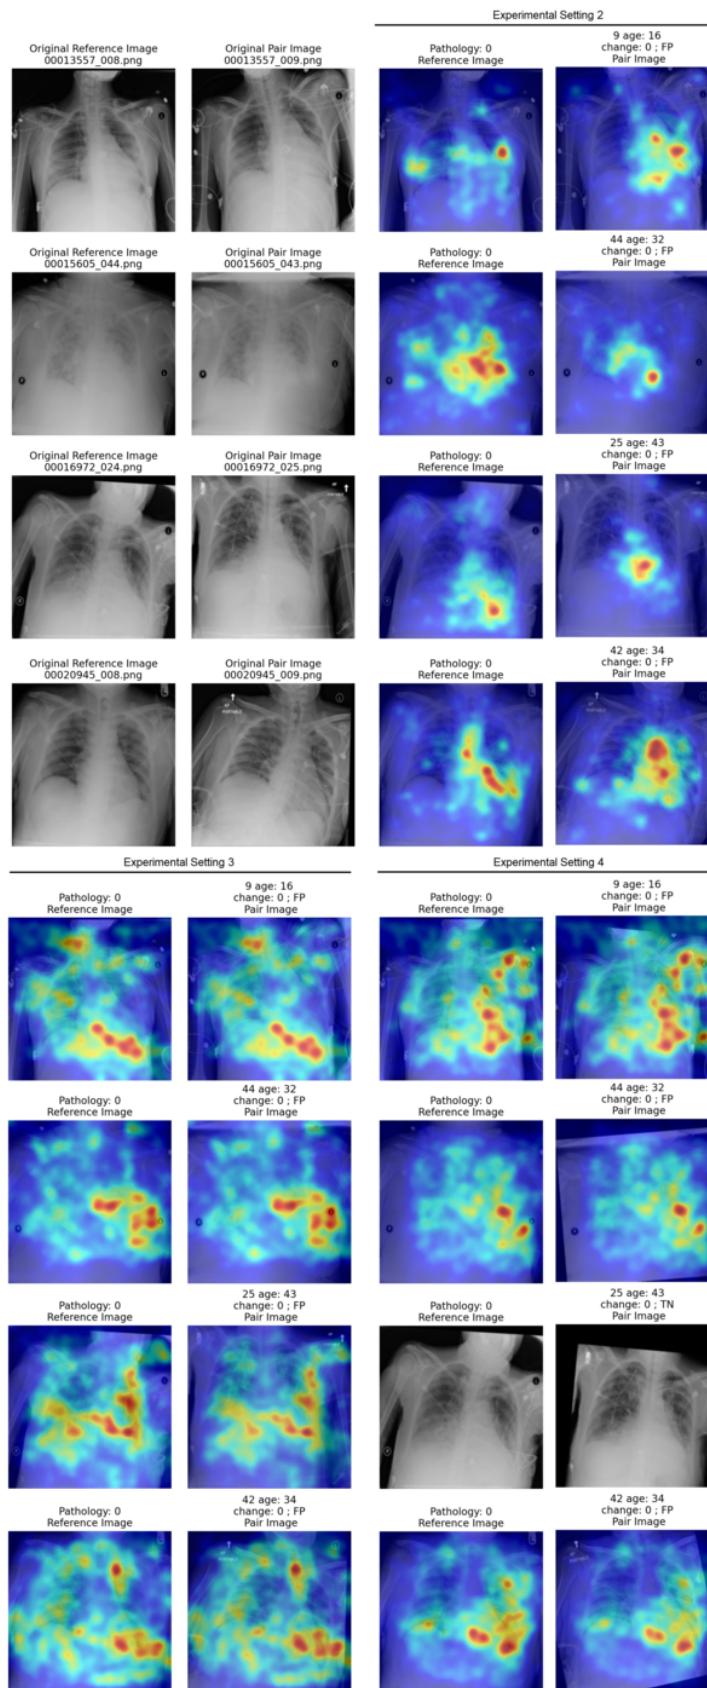 Experimental Setting 2
Original Reference Image
00013557_008.png
Original Pair Image
00013557_009.png
Pathology: 0
Reference Image
9 age: 16
change: 0 ; FP
Pair Image
Original Reference Image
00015605_044.png
Original Pair Image
00015605_043.png
Pathology: 0
Reference Image
44 age: 32
change: 0 ; FP
Pair Image
Original Reference Image
00016972_024.png
Original Pair Image
00016972_025.png
Pathology: 0
Reference Image
25 age: 43
change: 0 ; FP
Pair Image
Original Reference Image
00020945_008.png
Original Pair Image
00020945_009.png
Pathology: 0
Reference Image
42 age: 34
change: 0 ; FP
Pair Image
Experimental Setting 3
Experimental Setting 4
Pathology: 0
Reference Image
9 age: 16
change: 0 ; FP
Pair Image
Pathology: 0
Reference Image
9 age: 16
change: 0 ; FP
Pair Image
Pathology: 0
Reference Image
44 age: 32
change: 0 ; FP
Pair Image
Pathology: 0
Reference Image
44 age: 32
change: 0 ; FP
Pair Image
Pathology: 0
Reference Image
25 age: 43
change: 0 ; FP
Pair Image
Pathology: 0
Reference Image
25 age: 43
change: 0 ; TN
Pair Image
Pathology: 0
Reference Image
42 age: 34
change: 0 ; FP
Pair Image
Pathology: 0
Reference Image
42 age: 34
change: 0 ; FP
Pair Image